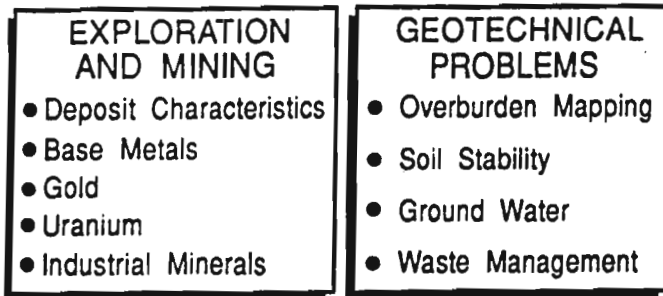 EXPLORATION
AND MINING
● Deposit Characteristics
● Base Metals
● Gold
● Uranium
● Industrial Minerals
GEOTECHNICAL
PROBLEMS
● Overburden Mapping
● Soil Stability
● Ground Water
● Waste Management